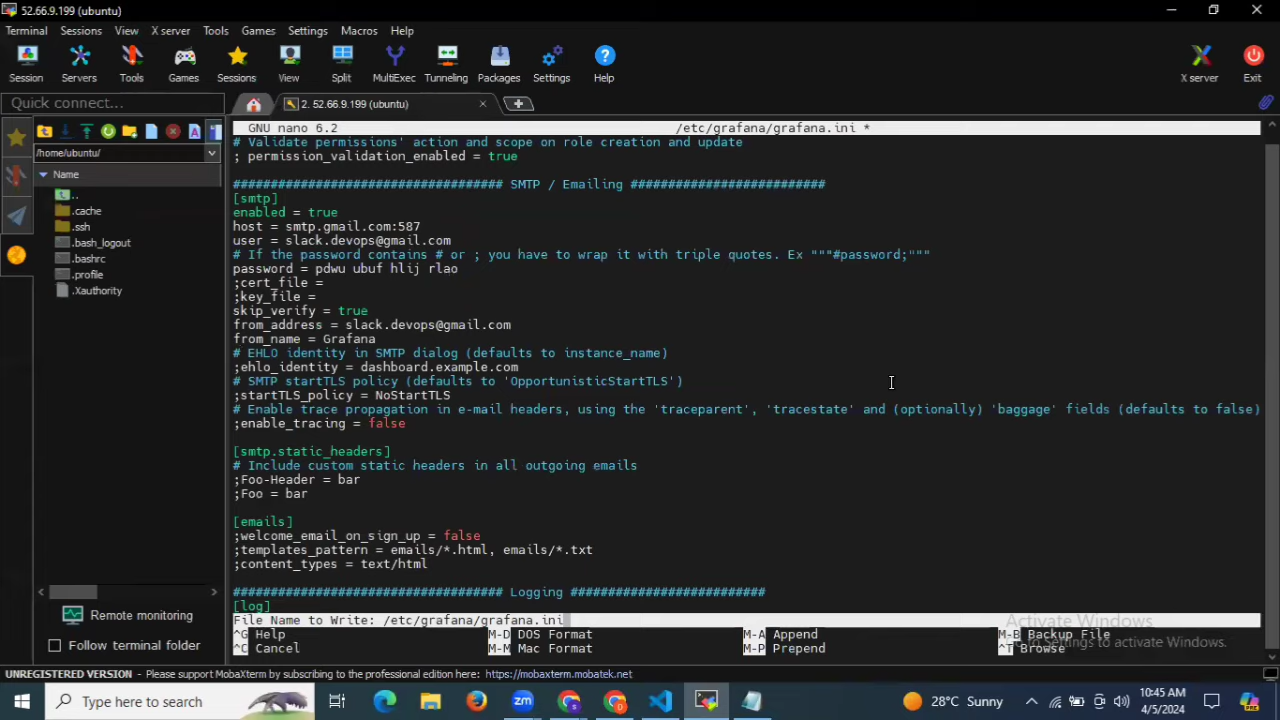 52.66.9.199 (ubuntu)
Terminal Sessions View X server Tools Games Settings Macros Help
Session Servers Tools Games Sessions View Split MultiExec Tunneling Packages Settings Help X server Exit
Quick connect...
2. 52.66.9.199 (ubuntu)
/home/ubuntu/
Name
..
.cache
.ssh
.bash_logout
.bashrc
.profile
.Xauthority
Remote monitoring
Follow terminal folder
GNU nano 6.2 /etc/grafana/grafana.ini *
# Validate permissions' action and scope on role creation and update
; permission_validation_enabled = true
#################################### SMTP / Emailing ##########################
[smtp]
enabled = true
host = smtp.gmail.com:587
user = slack.devops@gmail.com
# If the password contains # or ; you have to wrap it with triple quotes. Ex """#password;"""
password = pdwu ubuf hlij rlao
;cert_file =
;key_file =
skip_verify = true
from_address = slack.devops@gmail.com
from_name = Grafana
# EHLO identity in SMTP dialog (defaults to instance_name)
;ehlo_identity = dashboard.example.com
# SMTP startTLS policy (defaults to 'OpportunisticStartTLS')
;startTLS_policy = NoStartTLS
# Enable trace propagation in e-mail headers, using the 'traceparent', 'tracestate' and (optionally) 'baggage' fields (defaults to false)
;enable_tracing = false
[smtp.static_headers]
# Include custom static headers in all outgoing emails
;Foo-Header = bar
;Foo = bar
[emails]
;welcome_email_on_sign_up = false
;templates_pattern = emails/*.html, emails/*.txt
;content_types = text/html
#################################### Logging ##########################
[log]
File Name to Write: /etc/grafana/grafana.ini
^G Help M-D DOS Format M-A Append M-B Backup File
^C Cancel M-M Mac Format M-P Prepend ^T Browse
Activate Windows
to Settings to activate Windows.
UNREGISTERED VERSION - Please support MobaXterm by subscribing to the professional edition here: https://mobaxterm.mobatek.net
Type here to search
28°C Sunny
10:45 AM
4/5/2024